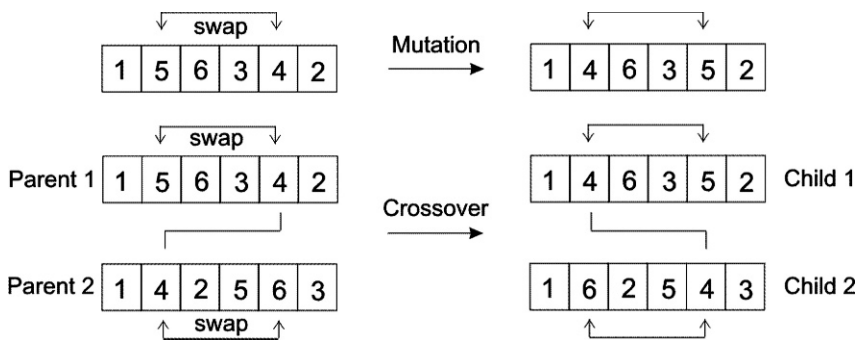 swap
1 5 6 3 4 2
Mutation
1 4 6 3 5 2
swap
Parent 1 1 5 6 3 4 2
Crossover
1 4 6 3 5 2 Child 1
Parent 2 1 4 2 5 6 3
swap
1 6 2 5 4 3 Child 2